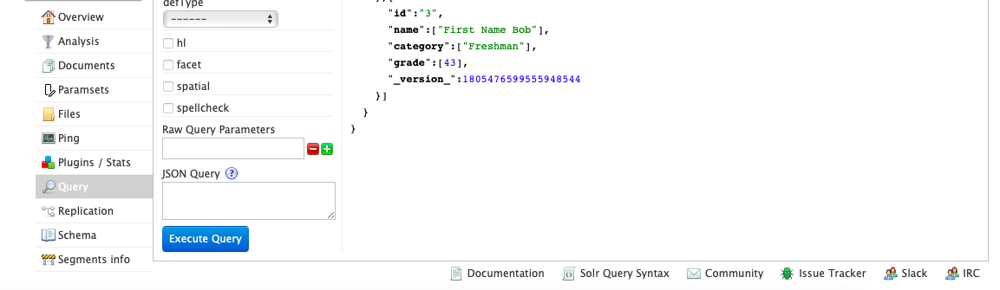 Overview
Analysis
Documents
Paramsets
Files
Ping
Plugins / Stats
Query
Replication
Schema
Segments info
defType
------
hl
facet
spatial
spellcheck
Raw Query Parameters
JSON Query ?
Execute Query
"id":"3",
"name":["First Name Bob"],
"category":["Freshman"],
"grade":[43],
"_version_":1805476599555948544
}]
}
}
Documentation Solr Query Syntax Community Issue Tracker Slack IRC